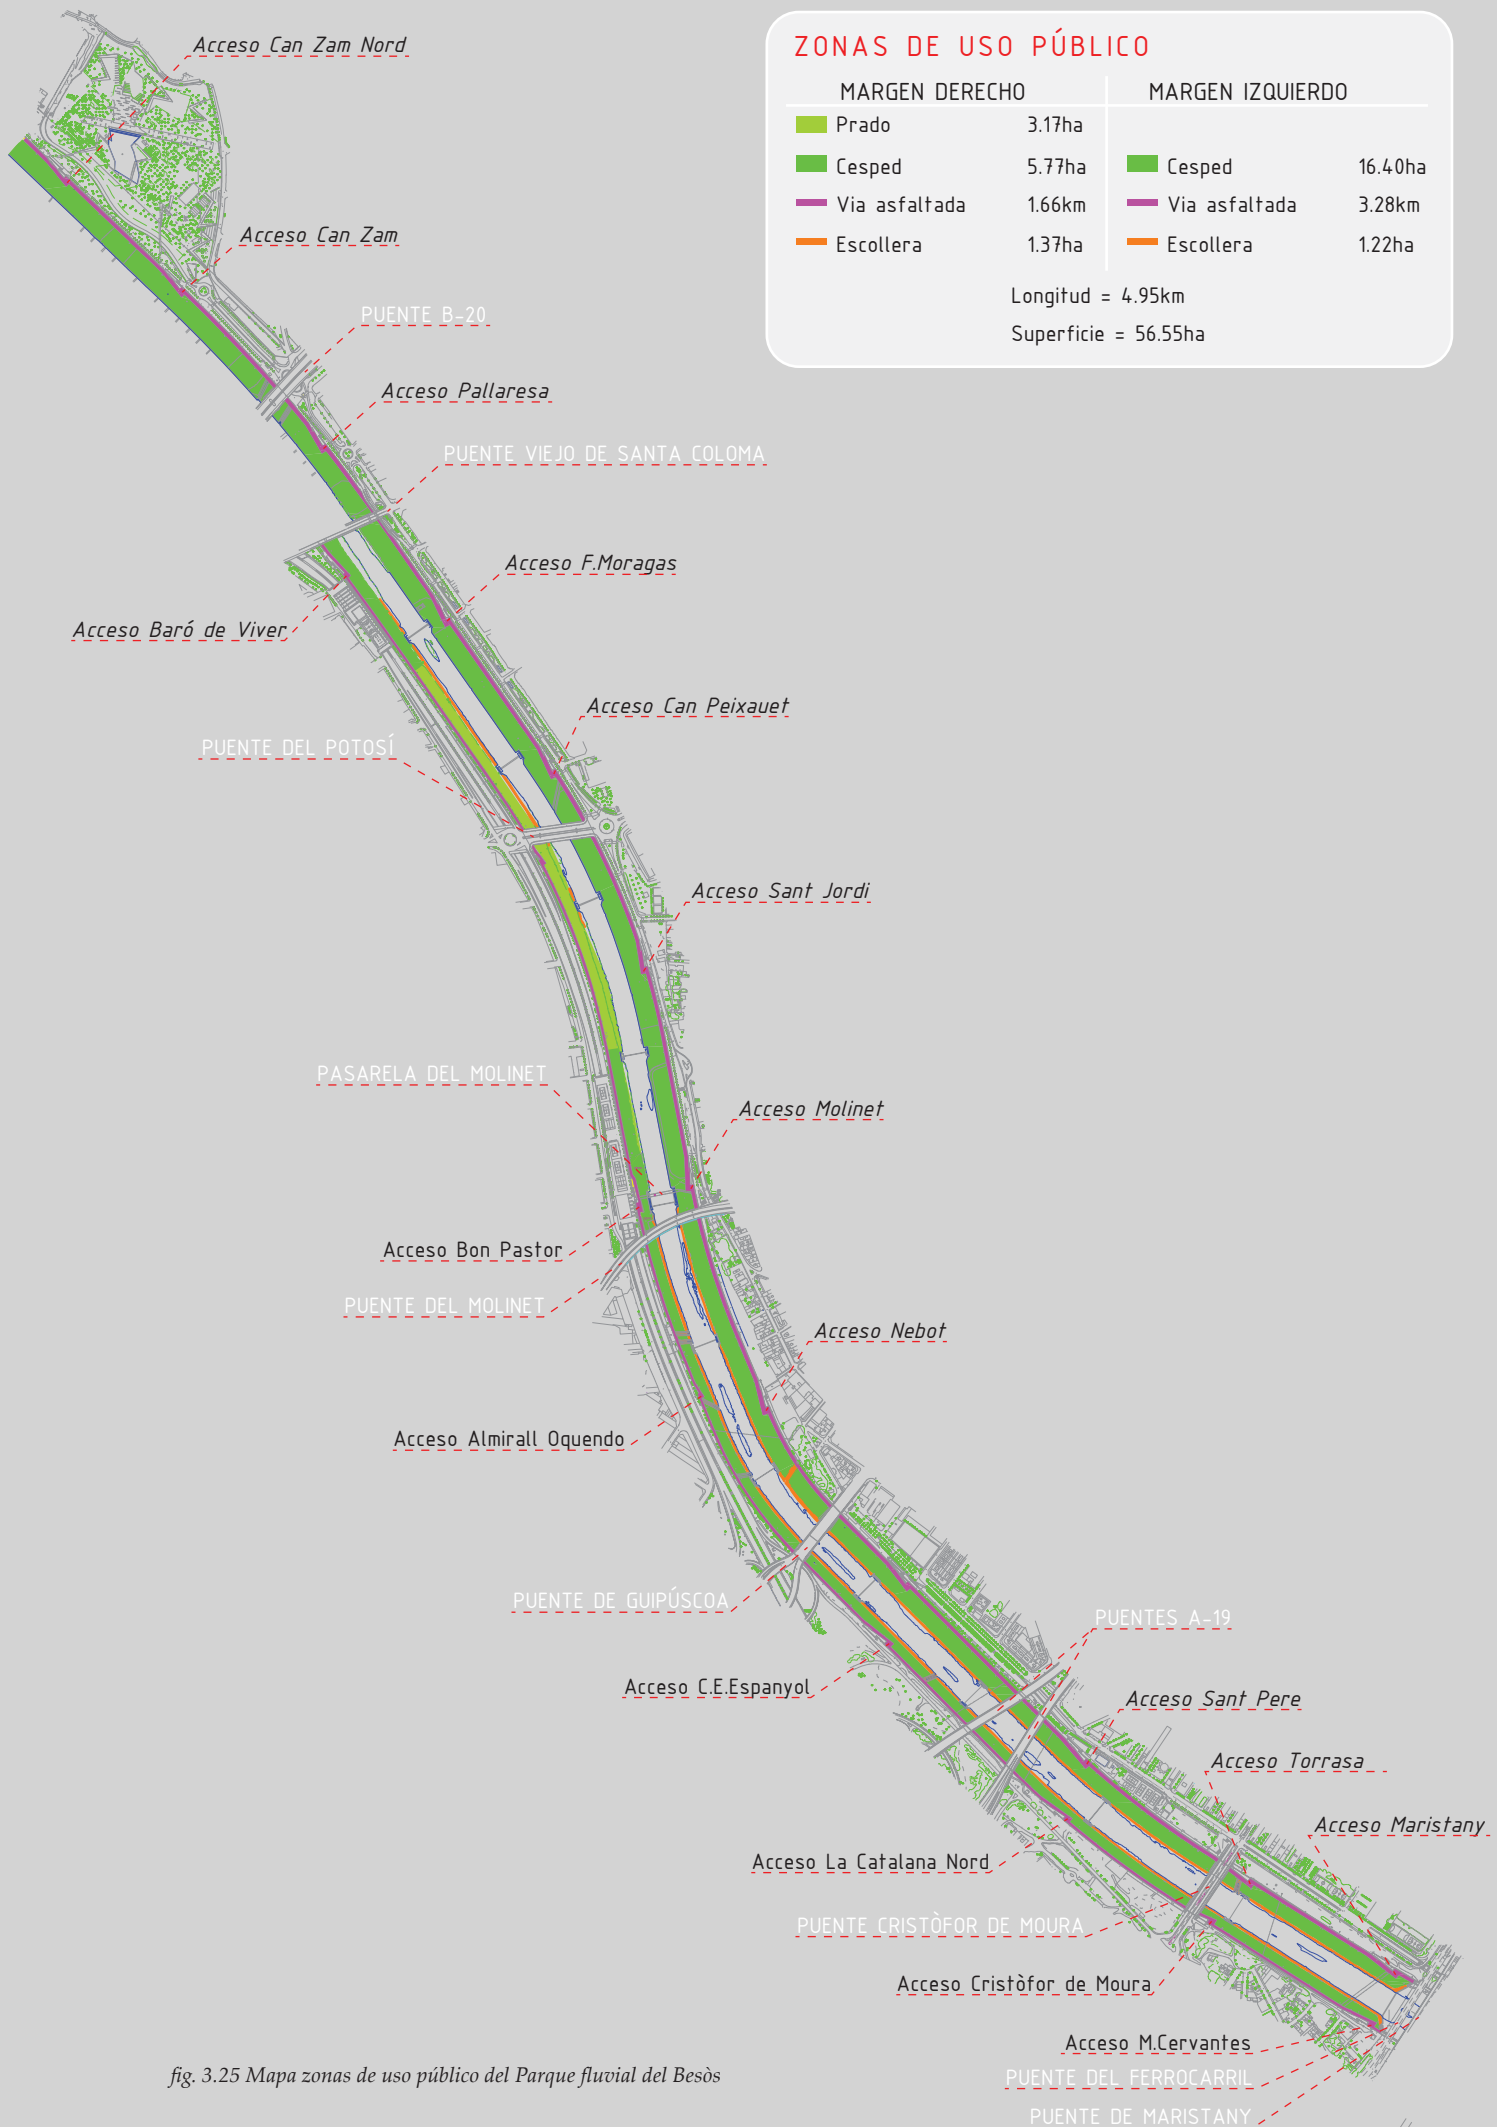 ZONAS DE USO PÚBLICO
MARGEN DERECHO
Prado 3.17ha
Cesped 5.77ha
Via asfaltada 1.66km
Escollera 1.37ha
MARGEN IZQUIERDO
Cesped 16.40ha
Via asfaltada 3.28km
Escollera 1.22ha
Longitud = 4.95km
Superficie = 56.55ha
Acceso Can Zam Nord
Acceso Can Zam
PUENTE B-20
Acceso Pallaresa
PUENTE VIEJO DE SANTA COLOMA
Acceso F.Moragas
Acceso Baró de Viver
Acceso Can Peixauet
PUENTE DEL POTOSÍ
Acceso Sant Jordi
PASARELA DEL MOLINET
Acceso Molinet
Acceso Bon Pastor
PUENTE DEL MOLINET
Acceso Nebot
Acceso Almirall Oquendo
PUENTE DE GUIPÚSCOA
PUENTES A-19
Acceso C.E.Espanyol
Acceso Sant Pere
Acceso Torrasa
Acceso Maristany
Acceso La Catalana Nord
PUENTE CRISTÒFOR DE MOURA
Acceso Cristòfor de Moura
Acceso M.Cervantes
PUENTE DEL FERROCARRIL
PUENTE DE MARISTANY
fig. 3.25 Mapa zonas de uso público del Parque fluvial del Besòs